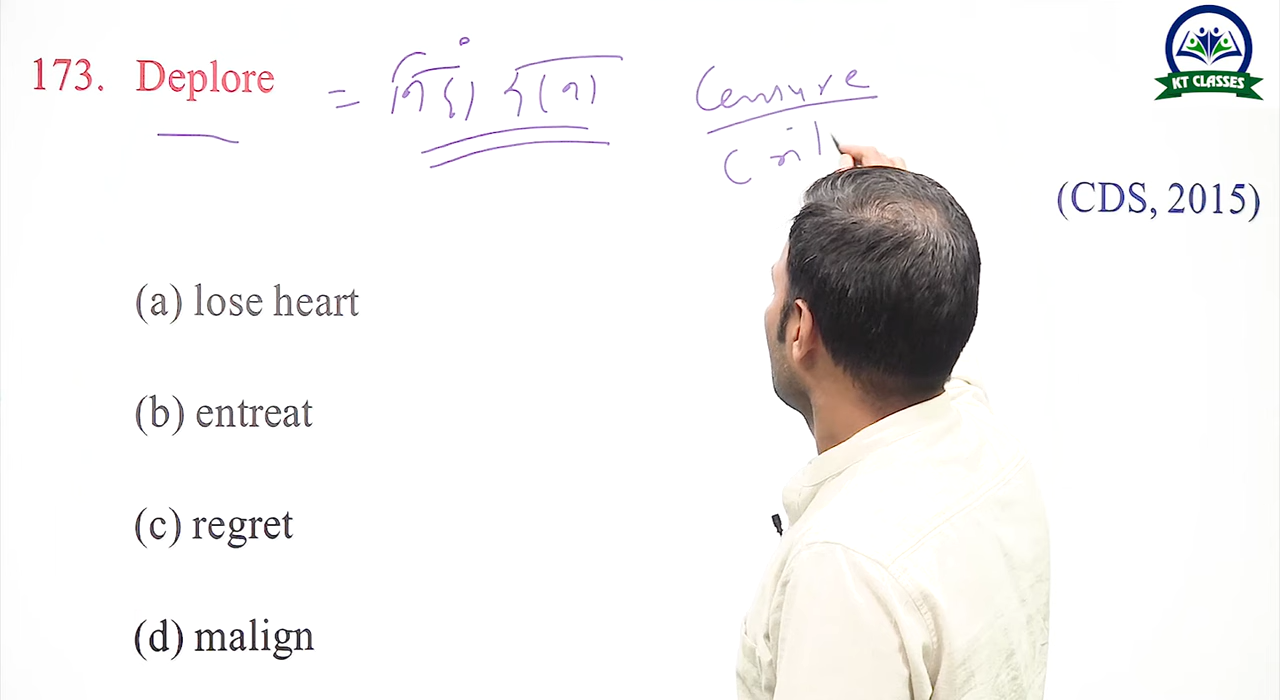 173. Deplore = निंदा करना Censure
KT CLASSES
(CDS, 2015)
(a) lose heart
(b) entreat
(c) regret
(d) malign